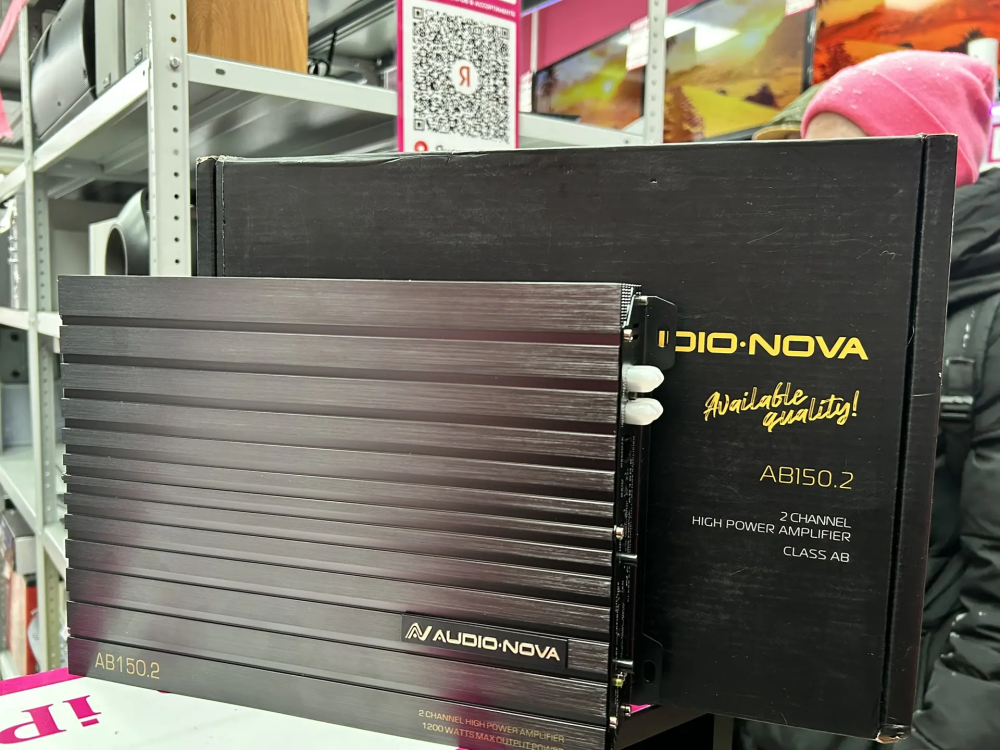 Я
DIO·NOVA
Available
quality!
AB150.2
2 CHANNEL
HIGH POWER AMPLIFIER
CLASS AB
AUDIO·NOVA
AB150.2
2 CHANNEL HIGH POWER AMPLIFIER
1200 WATTS MAX OUTPUT POWER
iP